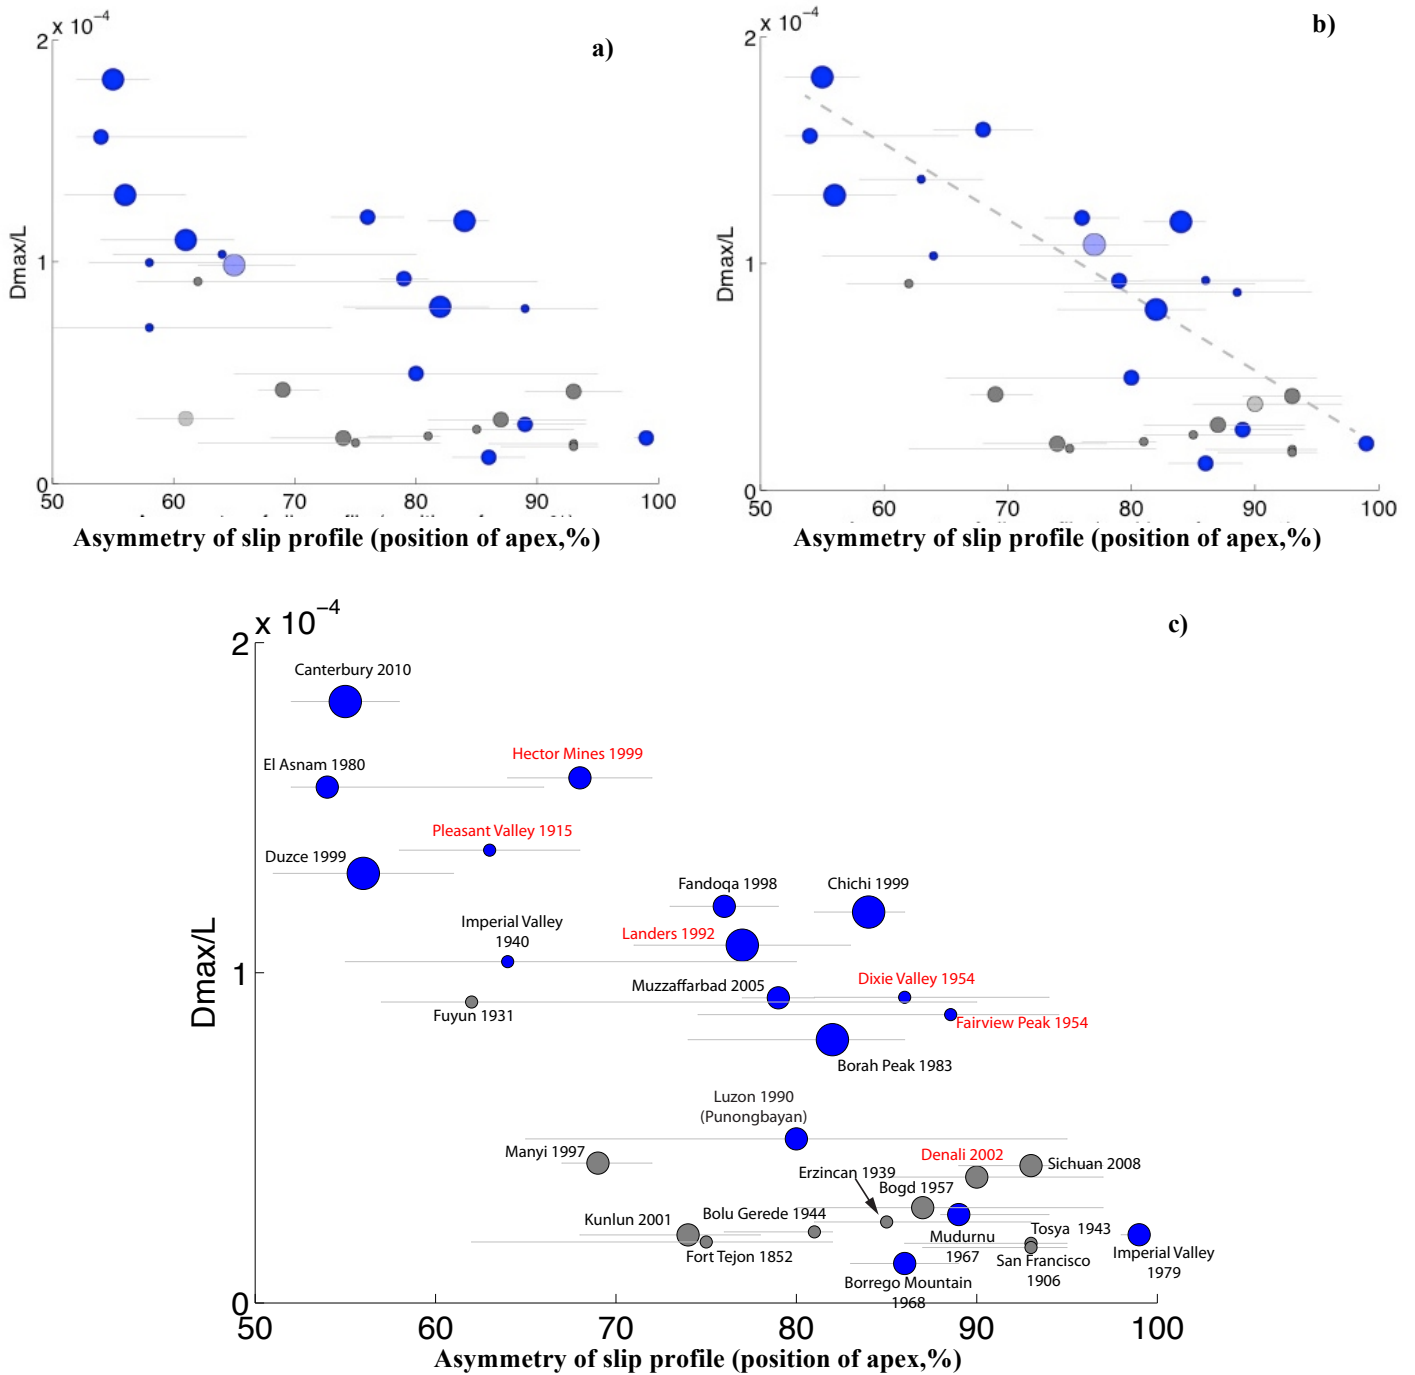 x 10⁻⁴
a)
2
1
0
Dmax/L
50
60
70
80
90
100
Asymmetry of slip profile (position of apex,%)
x 10⁻⁴
b)
2
1
0
Dmax/L
50
60
70
80
90
100
Asymmetry of slip profile (position of apex,%)
x 10⁻⁴
c)
2
1
0
Dmax/L
Canterbury 2010
Hector Mines 1999
El Asnam 1980
Pleasant Valley 1915
Duzce 1999
Fandoqa 1998
Chichi 1999
Imperial Valley
1940
Landers 1992
Muzzaffarbad 2005
Dixie Valley 1954
Fuyun 1931
Fairview Peak 1954
Borah Peak 1983
Luzon 1990
(Punongbayan)
Manyi 1997
Denali 2002
Sichuan 2008
Erzincan 1939
Bogd 1957
Bolu Gerede 1944
Kunlun 2001
Fort Tejon 1852
Mudurnu
1967
Tosya 1943
San Francisco
1906
Imperial Valley
1979
Borrego Mountain
1968
50
60
70
80
90
100
Asymmetry of slip profile (position of apex,%)